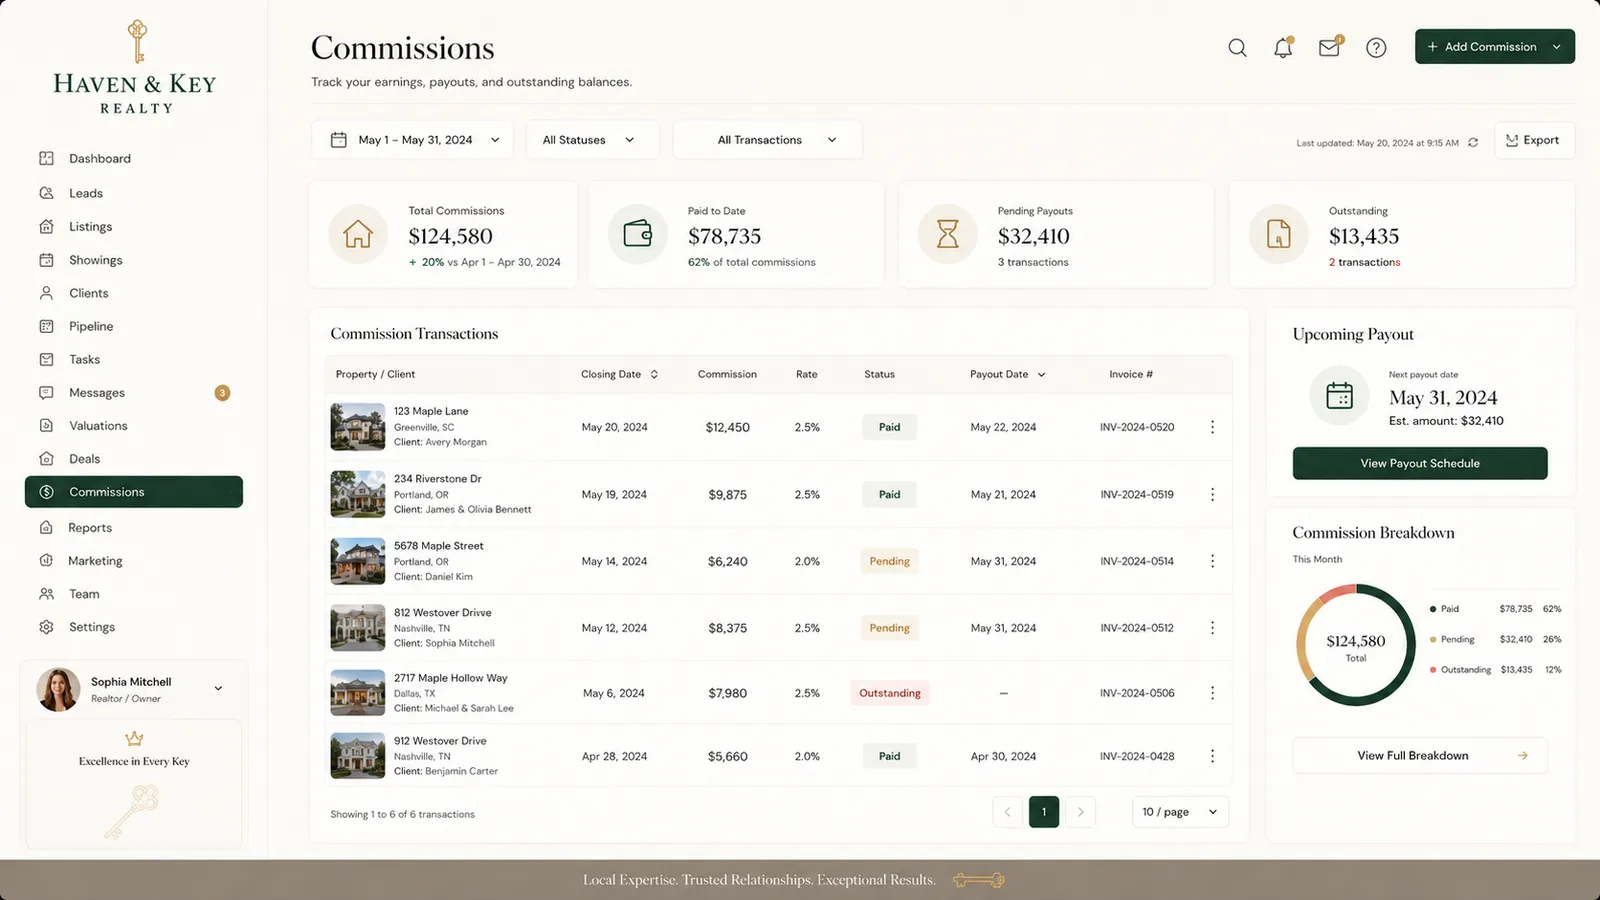 HAVEN & KEY
REALTY
Dashboard
Leads
Listings
Showings
Clients
Pipeline
Tasks
Messages 3
Valuations
Deals
Commissions
Reports
Marketing
Team
Settings
Sophia Mitchell
Realtor / Owner
Excellence in Every Key
Commissions
Track your earnings, payouts, and outstanding balances.
+ Add Commission
May 1 – May 31, 2024
All Statuses
All Transactions
Last updated: May 20, 2024 at 9:15 AM
Export
Total Commissions
$124,580
+ 20% vs Apr 1 – Apr 30, 2024
Paid to Date
$78,735
62% of total commissions
Pending Payouts
$32,410
3 transactions
Outstanding
$13,435
2 transactions
Commission Transactions
Property / Client Closing Date Commission Rate Status Payout Date Invoice #
123 Maple Lane
Greenville, SC
Client: Avery Morgan
May 20, 2024 $12,450 2.5% Paid May 22, 2024 INV-2024-0520
234 Riverstone Dr
Portland, OR
Client: James & Olivia Bennett
May 19, 2024 $9,875 2.5% Paid May 21, 2024 INV-2024-0519
5678 Maple Street
Portland, OR
Client: Daniel Kim
May 14, 2024 $6,240 2.0% Pending May 31, 2024 INV-2024-0514
812 Westover Drivve
Nashville, TN
Client: Sophia Mitchell
May 12, 2024 $8,375 2.5% Pending May 31, 2024 INV-2024-0512
2717 Maple Hollow Way
Dallas, TX
Client: Michael & Sarah Lee
May 6, 2024 $7,980 2.5% Outstanding – INV-2024-0506
912 Westover Drive
Nashville, TN
Client: Benjamin Carter
Apr 28, 2024 $5,660 2.0% Paid Apr 30, 2024 INV-2024-0428
Showing 1 to 6 of 6 transactions
1
10 / page
Upcoming Payout
Next payout date
May 31, 2024
Est. amount: $32,410
View Payout Schedule
Commission Breakdown
This Month
$124,580
Total
Paid $78,735 62%
Pending $32,410 26%
Outstanding $13,435 12%
View Full Breakdown
Local Expertise. Trusted Relationships. Exceptional Results.